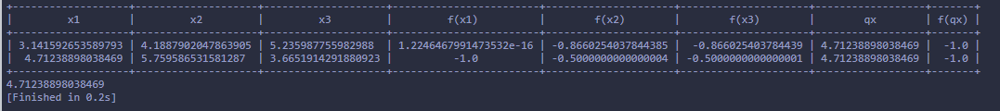 +-------------------+--------------------+--------------------+------------------------+---------------------+---------------------+------------------+-------+
|         x1        |         x2         |         x3         |         f(x1)          |        f(x2)        |        f(x3)        |        qx        | f(qx) |
+-------------------+--------------------+--------------------+------------------------+---------------------+---------------------+------------------+-------+
| 3.141592653589793 | 4.1887902047863905 | 5.235987755982988 | 1.2246467991473532e-16 | -0.8660254037844385 | -0.866025403784439 | 4.71238898038469 | -1.0 |
| 4.71238898038469 | 5.759586531581287 | 3.6651914291880923 | -1.0 | -0.5000000000000004 | -0.5000000000000001 | 4.71238898038469 | -1.0 |
+-------------------+--------------------+--------------------+------------------------+---------------------+---------------------+------------------+-------+
4.71238898038469
[Finished in 0.2s]